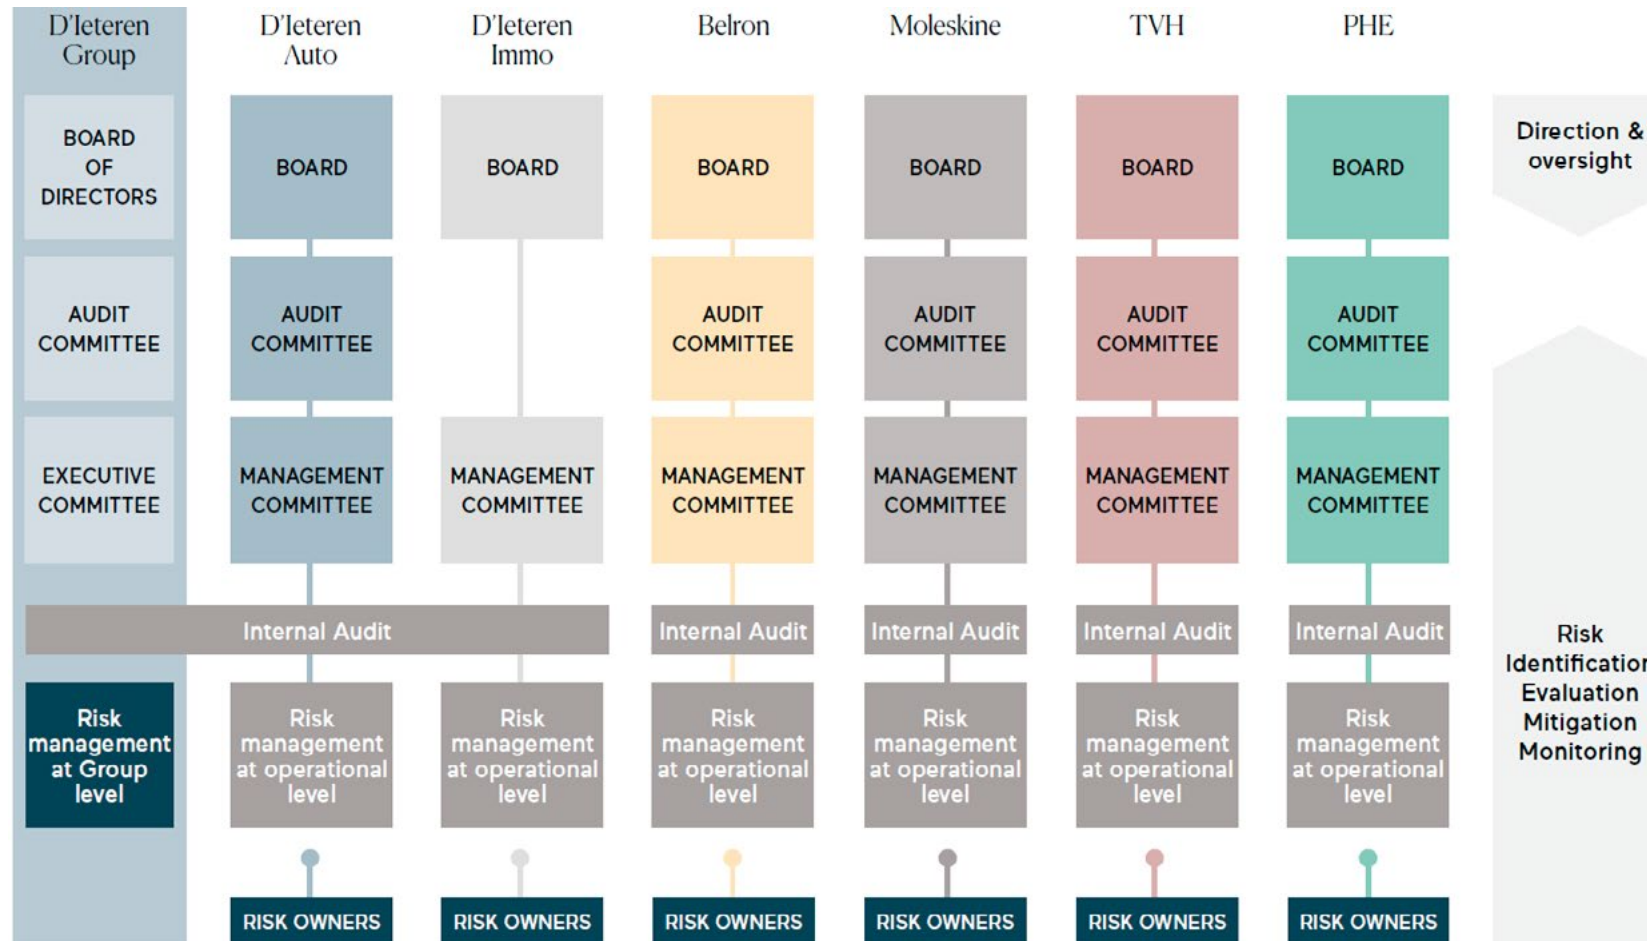 D'Ieteren
Group
D'Ieteren
Auto
D'Ieteren
Immo
Belron
Moleskine
TVH
PHE
BOARD
OF
DIRECTORS
BOARD
BOARD
BOARD
BOARD
BOARD
BOARD
Direction &
oversight
AUDIT
COMMITTEE
AUDIT
COMMITTEE
AUDIT
COMMITTEE
AUDIT
COMMITTEE
AUDIT
COMMITTEE
AUDIT
COMMITTEE
EXECUTIVE
COMMITTEE
MANAGEMENT
COMMITTEE
MANAGEMENT
COMMITTEE
MANAGEMENT
COMMITTEE
MANAGEMENT
COMMITTEE
MANAGEMENT
COMMITTEE
MANAGEMENT
COMMITTEE
Internal Audit
Internal Audit
Internal Audit
Internal Audit
Internal Audit
Risk
Identification
Evaluation
Mitigation
Monitoring
Risk
management
at Group
level
Risk
management
at operational
level
Risk
management
at operational
level
Risk
management
at operational
level
Risk
management
at operational
level
Risk
management
at operational
level
Risk
management
at operational
level
RISK OWNERS
RISK OWNERS
RISK OWNERS
RISK OWNERS
RISK OWNERS
RISK OWNERS